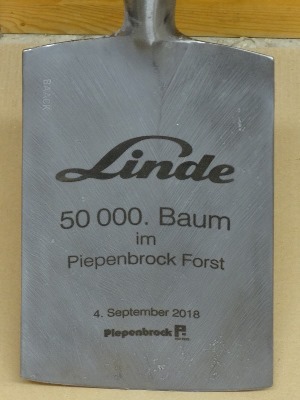 Linde
50 000. Baum
im
Piepenbrock Forst
4. September 2018
Piepenbrock